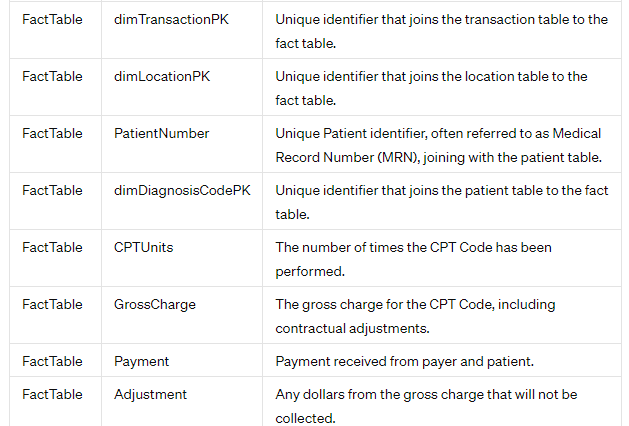 FactTable dimTransactionPK Unique identifier that joins the transaction table to the
fact table.
FactTable dimLocationPK Unique identifier that joins the location table to the
fact table.
FactTable PatientNumber Unique Patient identifier, often referred to as Medical
Record Number (MRN), joining with the patient table.
FactTable dimDiagnosisCodePK Unique identifier that joins the patient table to the fact
table.
FactTable CPTUnits The number of times the CPT Code has been
performed.
FactTable GrossCharge The gross charge for the CPT Code, including
contractual adjustments.
FactTable Payment Payment received from payer and patient.
FactTable Adjustment Any dollars from the gross charge that will not be
collected.